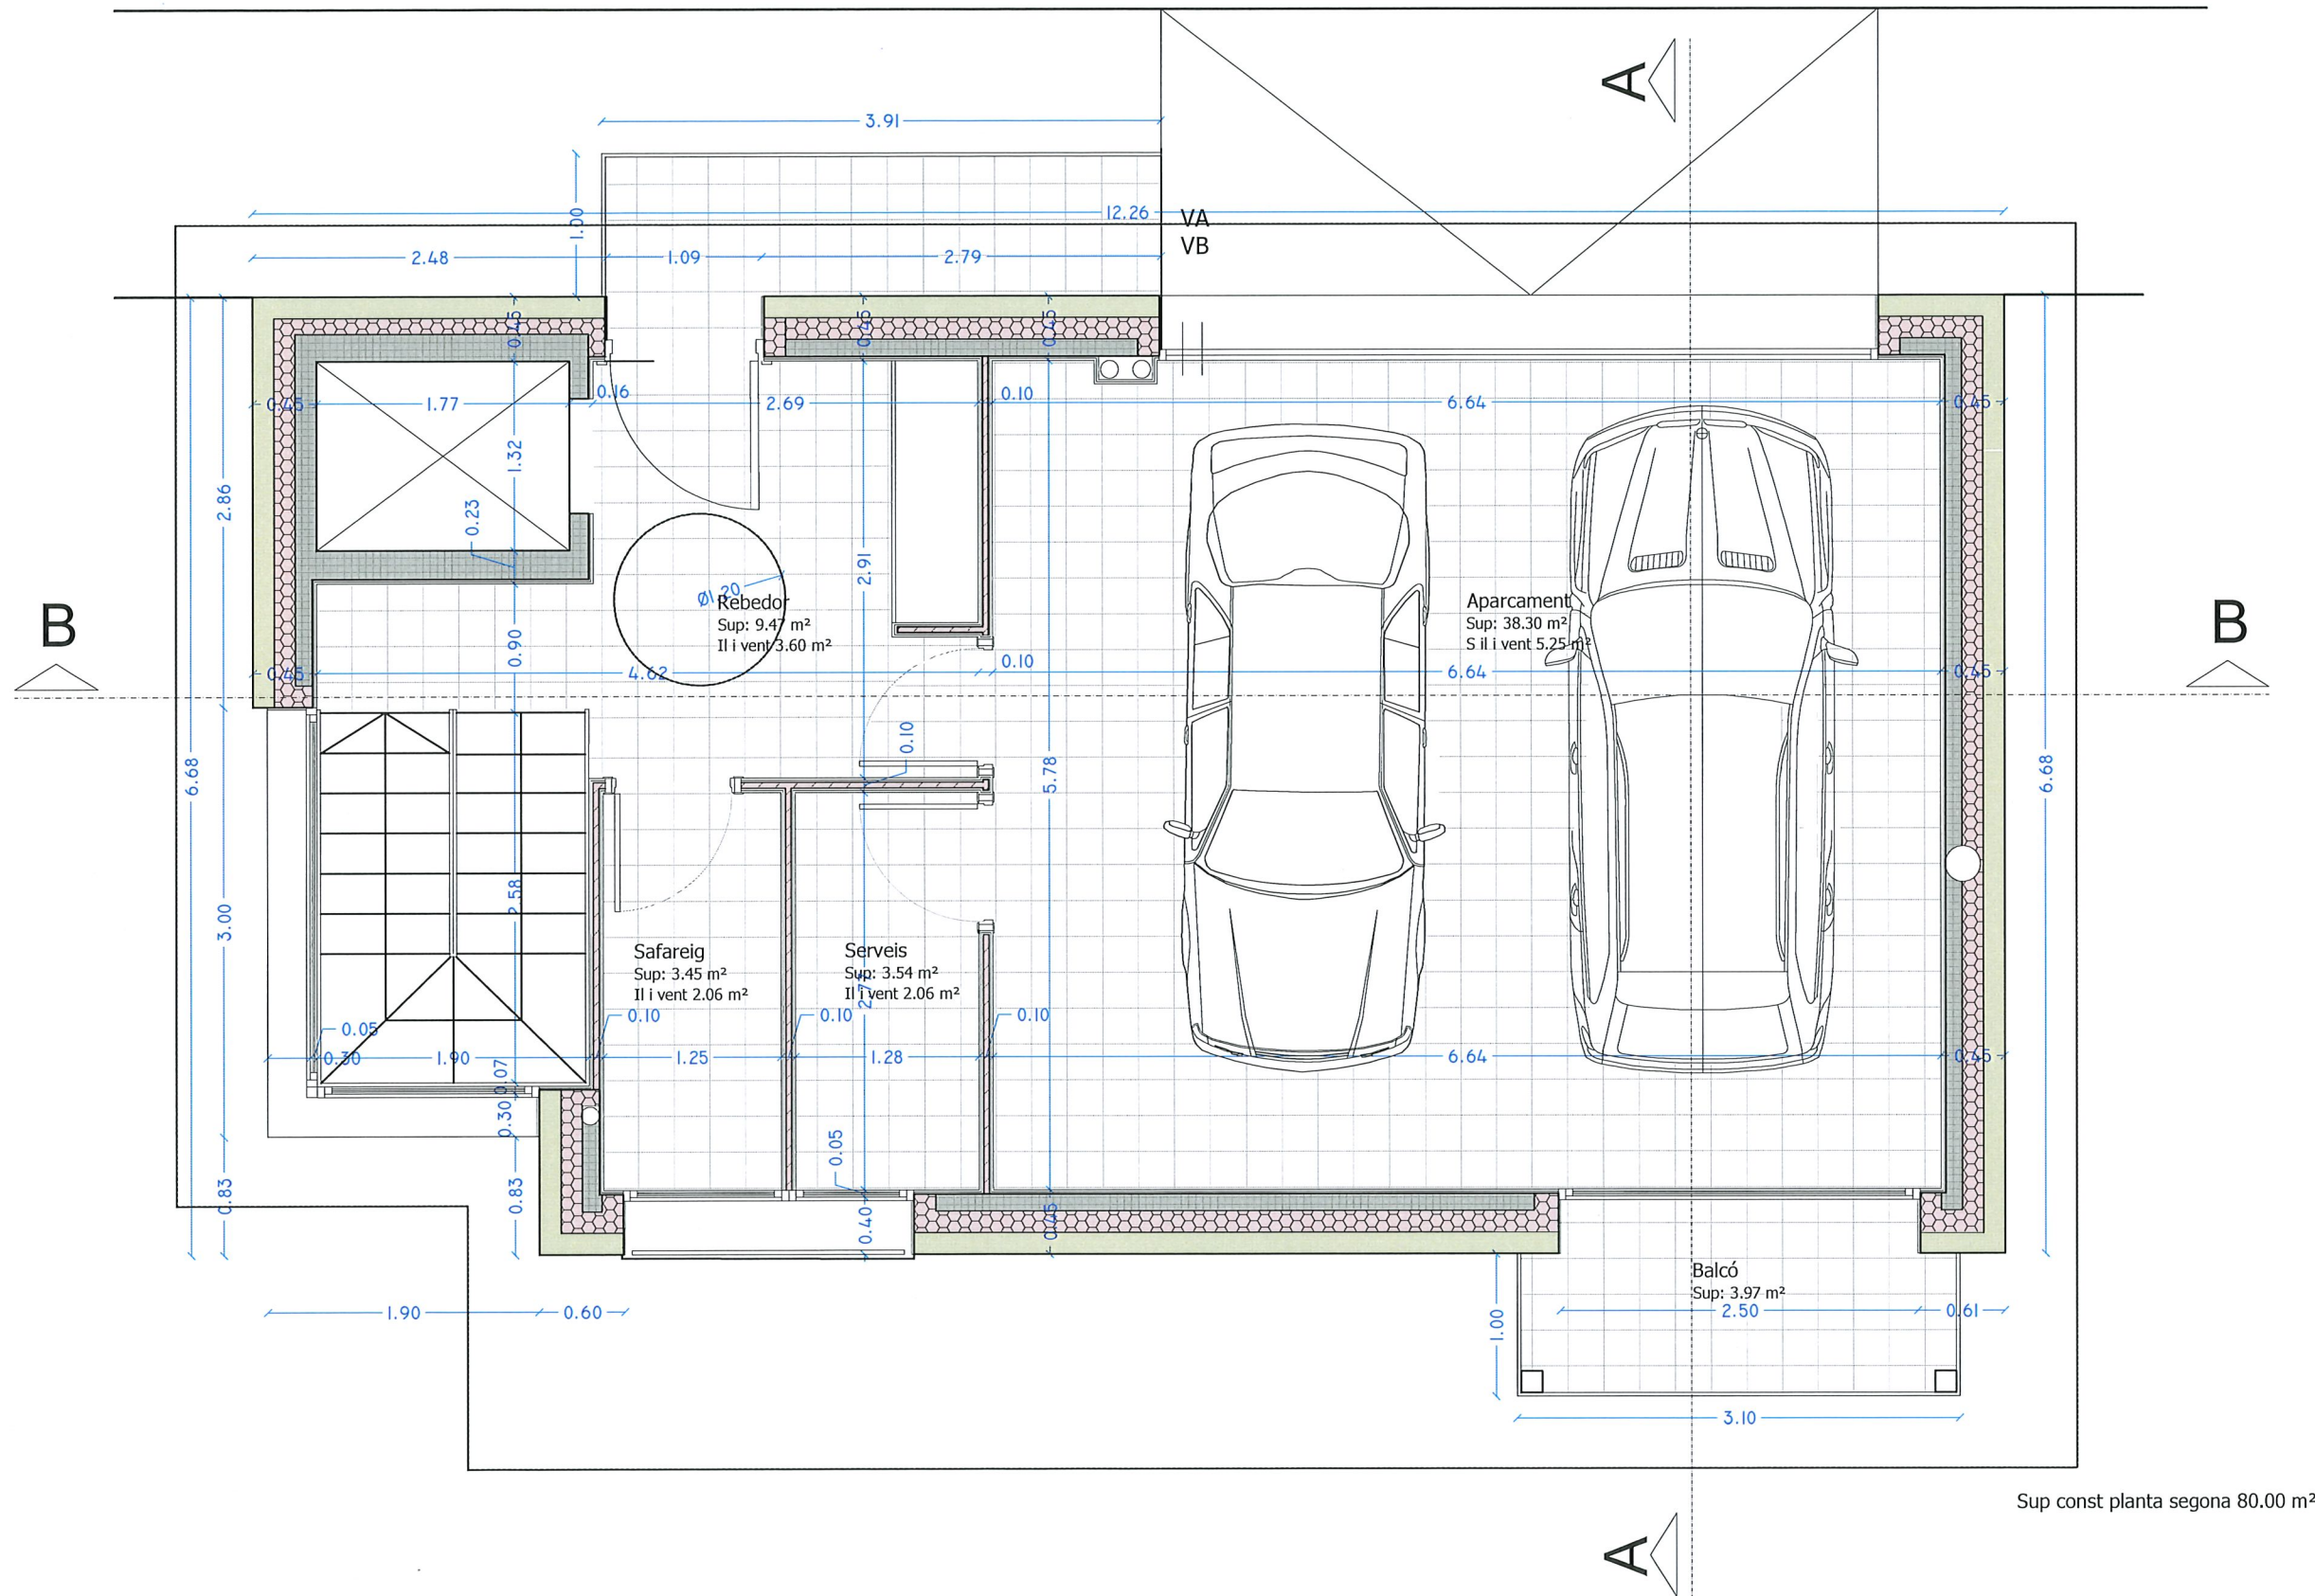 A
3.91
1.00
12.26
VA
2.48
1.09
2.79
VB
0.45
0.45
0.45
0.45
1.77
0.16
2.69
0.10
6.64
0.45
1.32
2.86
0.23
2.91
Ø1.20
Rebedor
Sup: 9.47 m²
Il i vent 3.60 m²
Aparcament
Sup: 38.30 m²
S il i vent 5.25 m²
B
B
0.90
0.45
4.62
0.10
6.64
0.45
0.10
6.68
5.78
6.68
3.00
2.58
Safareig
Sup: 3.45 m²
Il i vent 2.06 m²
Serveis
Sup: 3.54 m²
Il i vent 2.06 m²
0.05
0.10
0.10
0.10
0.30
1.90
0.07
1.25
1.28
6.64
0.45
0.30
0.05
0.83
0.83
0.40
0.45
Balcó
Sup: 3.97 m²
1.90
0.60
1.00
2.50
0.61
3.10
Sup const planta segona 80.00 m²
A